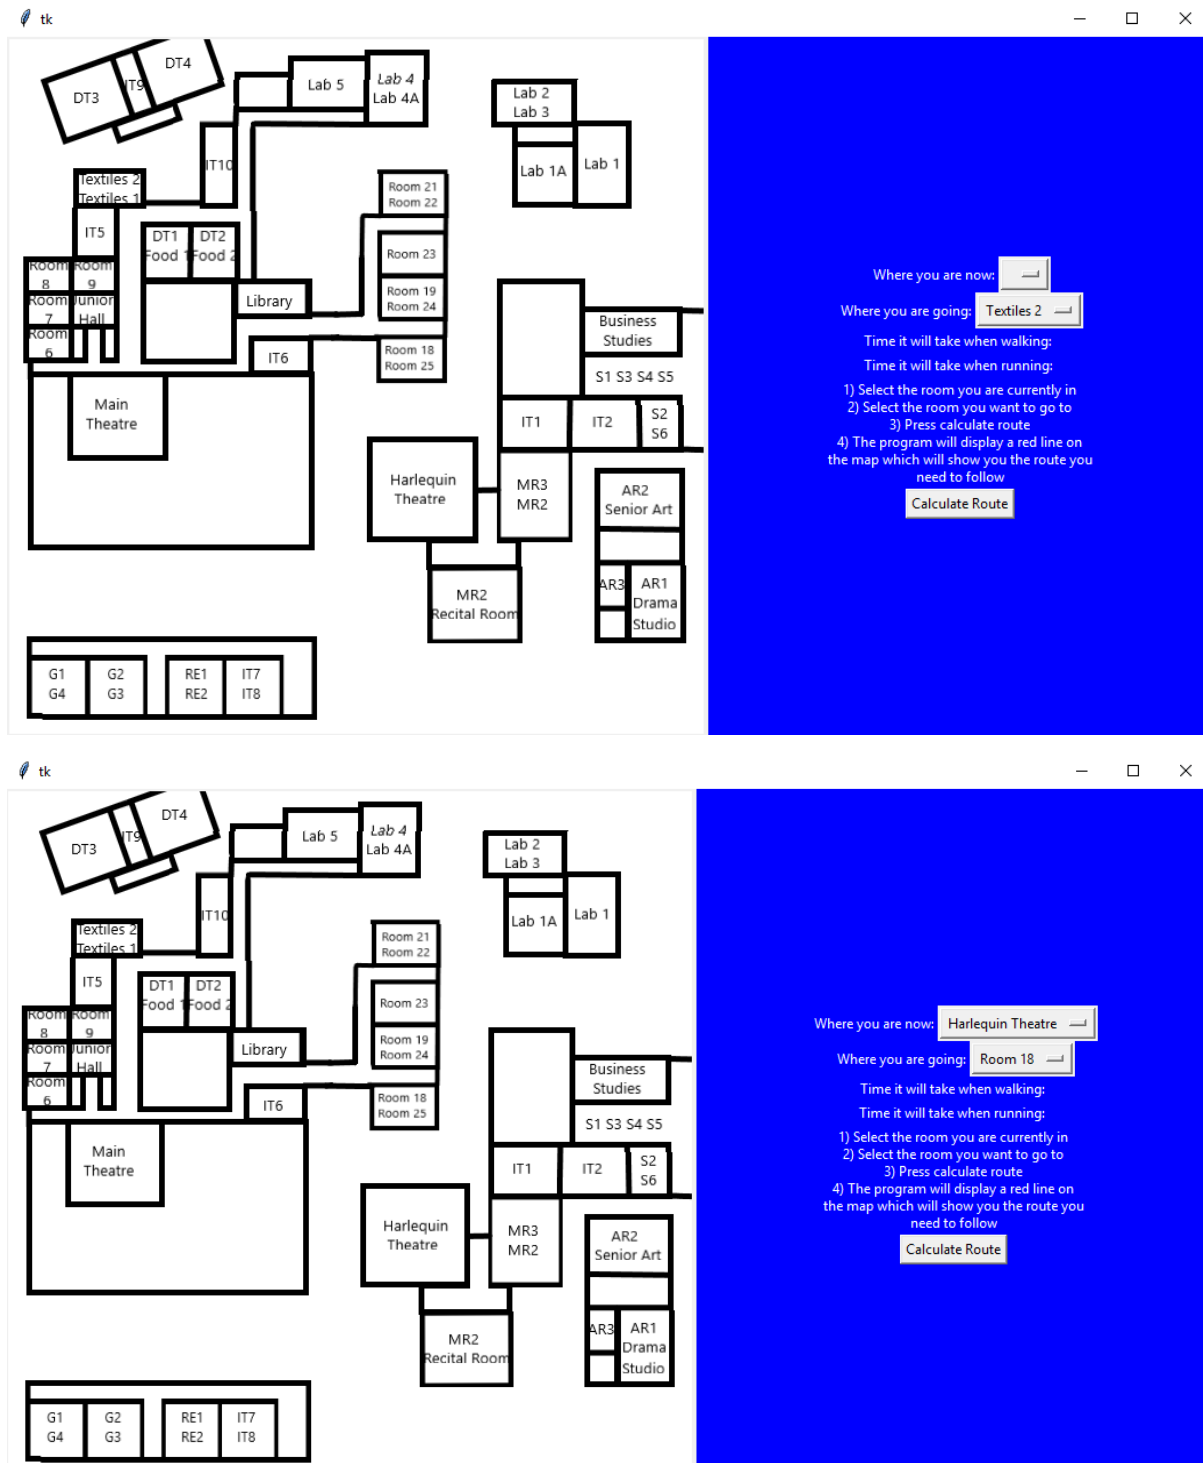 tk
DT4
IT9
DT3
Lab 5
Lab 4
Lab 4A
Lab 2
Lab 3
IT10
Lab 1A
Lab 1
Textiles 2
Textiles 1
Room 21
Room 22
IT5
DT1
DT2
Food 1
Food 2
Room 23
Room
8
Room
9
Room
7
Junior
Hall
Room
6
Library
Room 19
Room 24
IT6
Room 18
Room 25
Business
Studies
S1 S3 S4 S5
Main
Theatre
IT1
IT2
S2
S6
Harlequin
Theatre
MR3
MR2
AR2
Senior Art
MR2
Recital Room
AR3
AR1
Drama
Studio
G1
G4
G2
G3
RE1
RE2
IT7
IT8
Where you are now:
Where you are going: Textiles 2
Time it will take when walking:
Time it will take when running:
1) Select the room you are currently in
2) Select the room you want to go to
3) Press calculate route
4) The program will display a red line on
the map which will show you the route you
need to follow
Calculate Route
tk
DT4
IT9
DT3
Lab 5
Lab 4
Lab 4A
Lab 2
Lab 3
IT10
Lab 1A
Lab 1
Textiles 2
Textiles 1
Room 21
Room 22
IT5
DT1
DT2
Food 1
Food 2
Room 23
Room
8
Room
9
Room
7
Junior
Hall
Room
6
Library
Room 19
Room 24
IT6
Room 18
Room 25
Business
Studies
S1 S3 S4 S5
Main
Theatre
IT1
IT2
S2
S6
Harlequin
Theatre
MR3
MR2
AR2
Senior Art
MR2
Recital Room
AR3
AR1
Drama
Studio
G1
G4
G2
G3
RE1
RE2
IT7
IT8
Where you are now: Harlequin Theatre
Where you are going: Room 18
Time it will take when walking:
Time it will take when running:
1) Select the room you are currently in
2) Select the room you want to go to
3) Press calculate route
4) The program will display a red line on
the map which will show you the route you
need to follow
Calculate Route